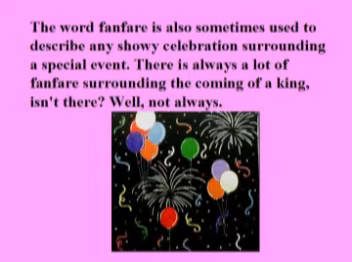 The word fanfare is also sometimes used to
describe any showy celebration surrounding
a special event. There is always a lot of
fanfare surrounding the coming of a king,
isn't there? Well, not always.